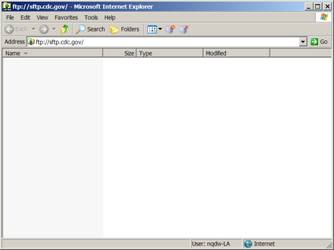 ftp://sftp.cdc.gov/ - Microsoft Internet Explorer
File Edit View Favorites Tools Help
Back Search Folders
Address ftp://sftp.cdc.gov/ Go
Name Size Type Modified
User: nqdw-LA Internet